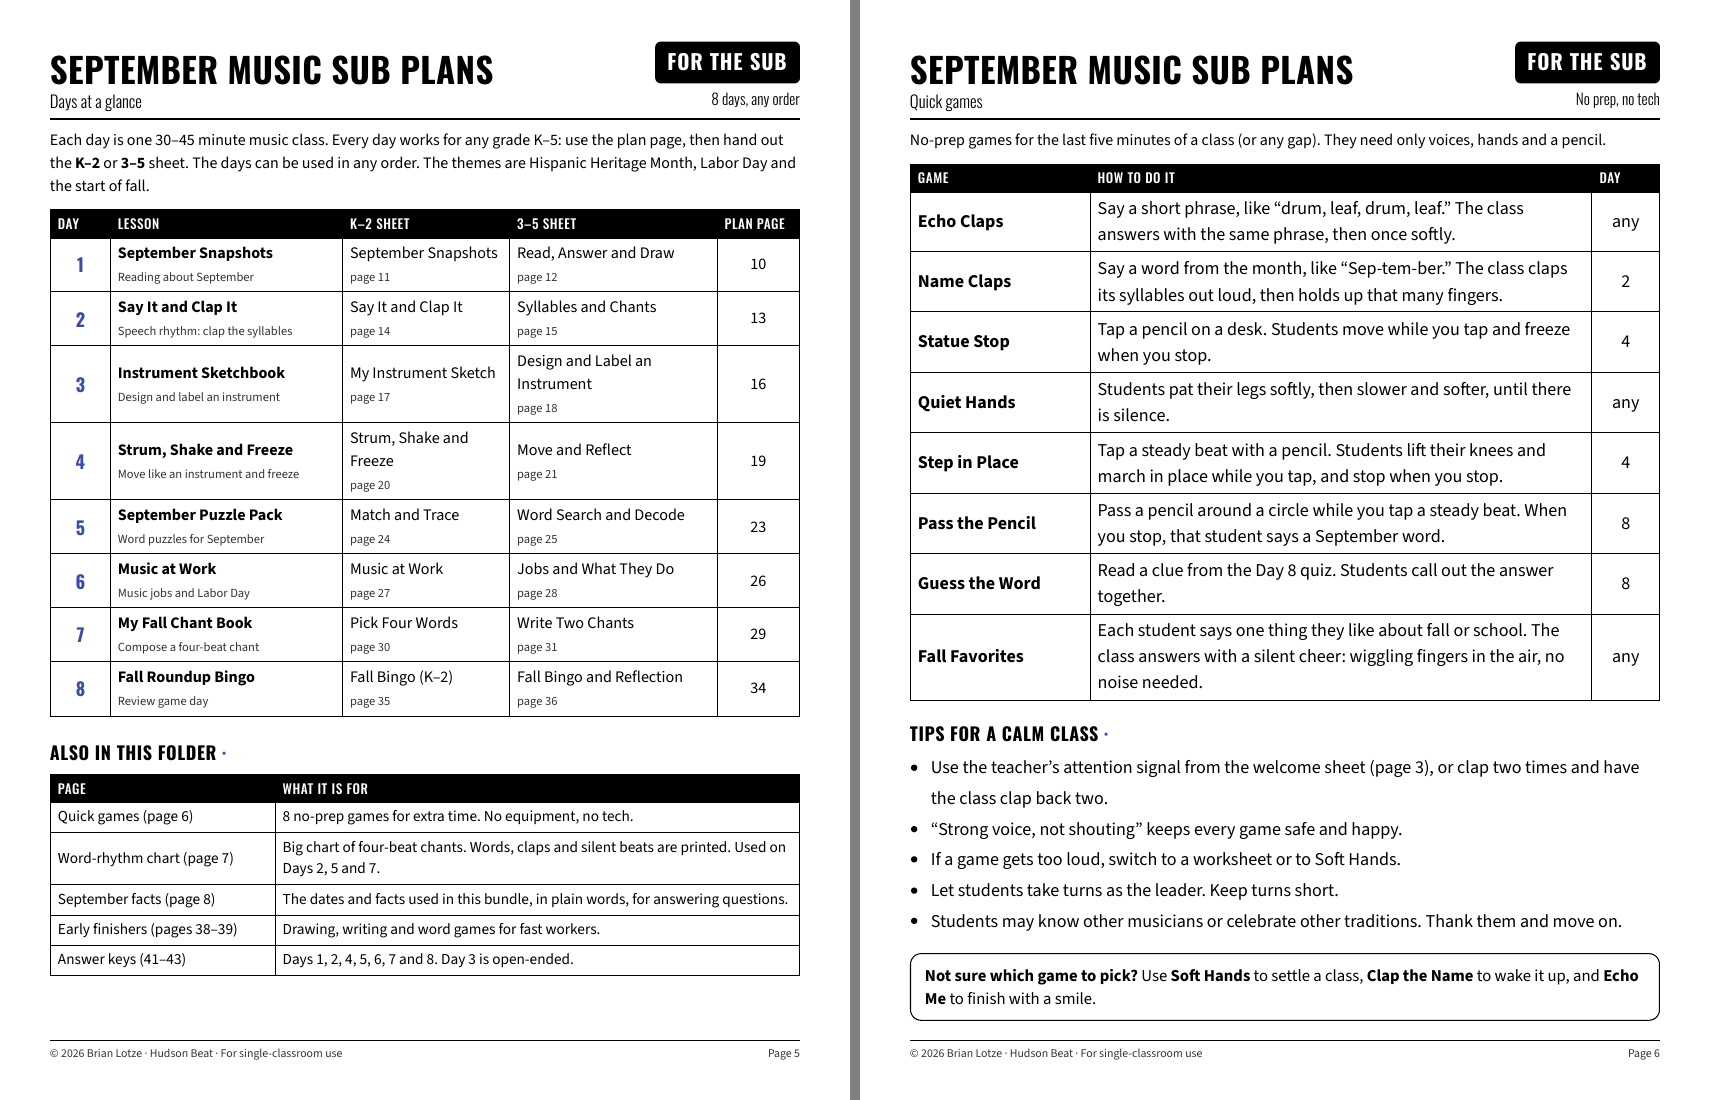 SEPTEMBER MUSIC SUB PLANS
FOR THE SUB
Days at a glance
8 days, any order
Each day is one 30–45 minute music class. Every day works for any grade K–5: use the plan page, then hand out
the K–2 or 3–5 sheet. The days can be used in any order. The themes are Hispanic Heritage Month, Labor Day and
the start of fall.
DAY LESSON K–2 SHEET 3–5 SHEET PLAN PAGE
1
September Snapshots
Reading about September
September Snapshots
page 11
Read, Answer and Draw
page 12
10
2
Say It and Clap It
Speech rhythm: clap the syllables
Say It and Clap It
page 14
Syllables and Chants
page 15
13
3
Instrument Sketchbook
Design and label an instrument
My Instrument Sketch
page 17
Design and Label an
Instrument
page 18
16
4
Strum, Shake and Freeze
Move like an instrument and freeze
Strum, Shake and
Freeze
page 20
Move and Reflect
page 21
19
5
September Puzzle Pack
Word puzzles for September
Match and Trace
page 24
Word Search and Decode
page 25
23
6
Music at Work
Music jobs and Labor Day
Music at Work
page 27
Jobs and What They Do
page 28
26
7
My Fall Chant Book
Compose a four-beat chant
Pick Four Words
page 30
Write Two Chants
page 31
29
8
Fall Roundup Bingo
Review game day
Fall Bingo (K–2)
page 35
Fall Bingo and Reflection
page 36
34
ALSO IN THIS FOLDER ·
PAGE WHAT IT IS FOR
Quick games (page 6)
8 no-prep games for extra time. No equipment, no tech.
Word-rhythm chart (page 7)
Big chart of four-beat chants. Words, claps and silent beats are printed. Used on
Days 2, 5 and 7.
September facts (page 8)
The dates and facts used in this bundle, in plain words, for answering questions.
Early finishers (pages 38–39)
Drawing, writing and word games for fast workers.
Answer keys (41–43)
Days 1, 2, 4, 5, 6, 7 and 8. Day 3 is open-ended.
© 2026 Brian Lotze · Hudson Beat · For single-classroom use
Page 5
SEPTEMBER MUSIC SUB PLANS
FOR THE SUB
Quick games
No prep, no tech
No-prep games for the last five minutes of a class (or any gap). They need only voices, hands and a pencil.
GAME HOW TO DO IT DAY
Echo Claps
Say a short phrase, like “drum, leaf, drum, leaf.” The class
answers with the same phrase, then once softly.
any
Name Claps
Say a word from the month, like “Sep-tem-ber.” The class claps
its syllables out loud, then holds up that many fingers.
2
Statue Stop
Tap a pencil on a desk. Students move while you tap and freeze
when you stop.
4
Quiet Hands
Students pat their legs softly, then slower and softer, until there
is silence.
any
Step in Place
Tap a steady beat with a pencil. Students lift their knees and
march in place while you tap, and stop when you stop.
4
Pass the Pencil
Pass a pencil around a circle while you tap a steady beat. When
you stop, that student says a September word.
8
Guess the Word
Read a clue from the Day 8 quiz. Students call out the answer
together.
8
Fall Favorites
Each student says one thing they like about fall or school. The
class answers with a silent cheer: wiggling fingers in the air, no
noise needed.
any
TIPS FOR A CALM CLASS ·
• Use the teacher’s attention signal from the welcome sheet (page 3), or clap two times and have
the class clap back two.
• “Strong voice, not shouting” keeps every game safe and happy.
• If a game gets too loud, switch to a worksheet or to Soft Hands.
• Let students take turns as the leader. Keep turns short.
• Students may know other musicians or celebrate other traditions. Thank them and move on.
Not sure which game to pick? Use Soft Hands to settle a class, Clap the Name to wake it up, and Echo
Me to finish with a smile.
© 2026 Brian Lotze · Hudson Beat · For single-classroom use
Page 6